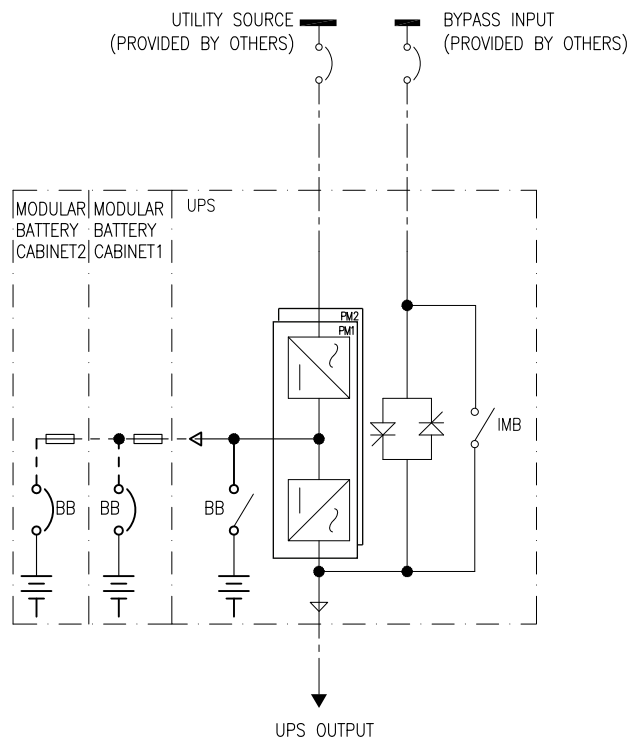 UTILITY SOURCE
(PROVIDED BY OTHERS)
BYPASS INPUT
(PROVIDED BY OTHERS)
MODULAR
BATTERY
CABINET2
MODULAR
BATTERY
CABINET1
UPS
PM2
PM1
IMB
BB
BB
BB
UPS OUTPUT